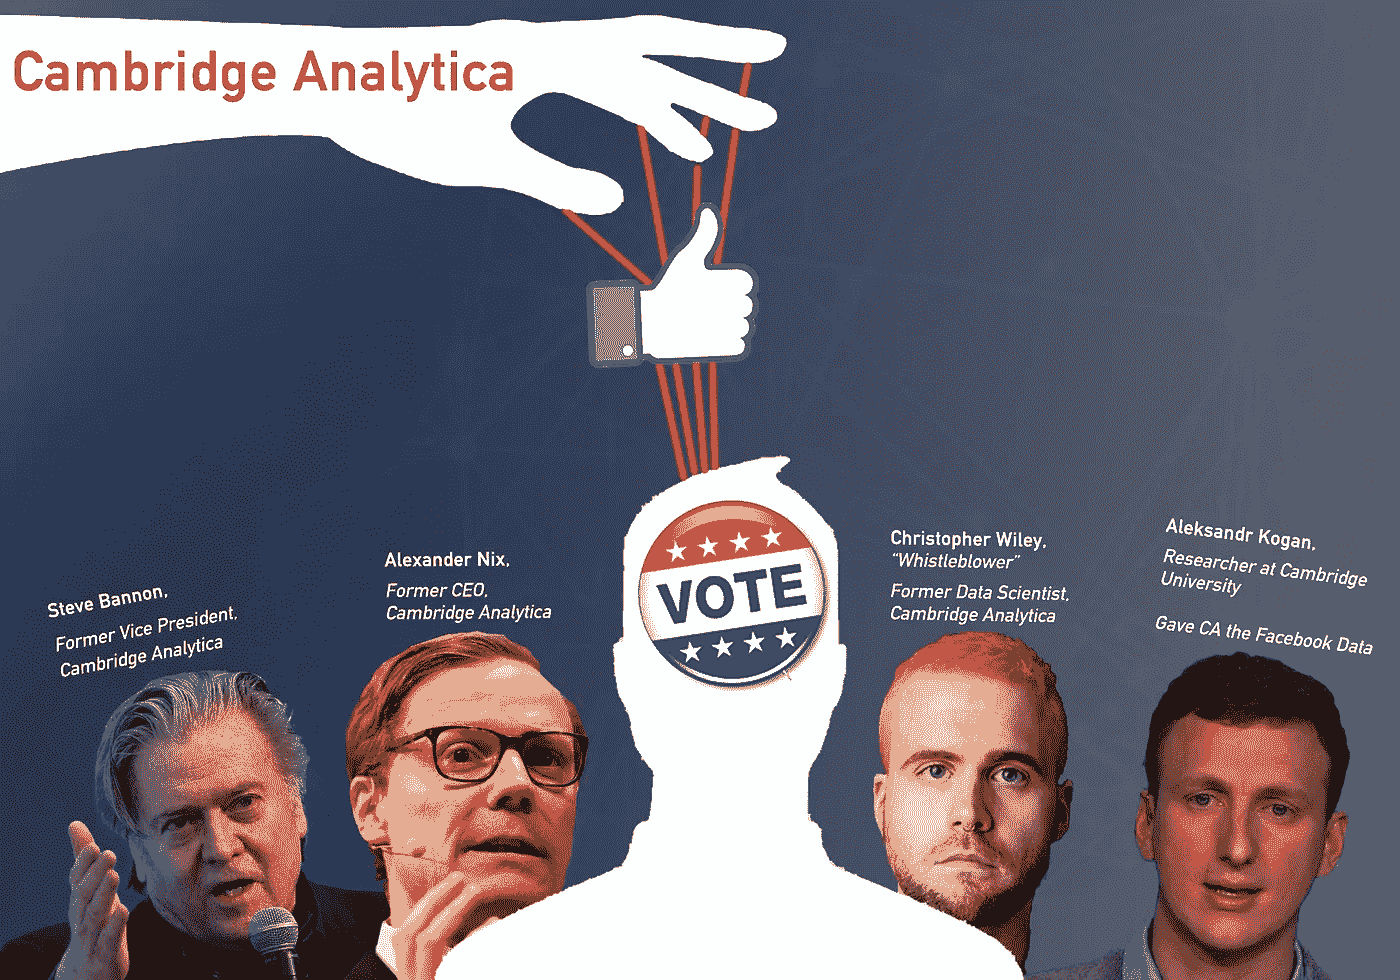 Cambridge Analytica
Steve Bannon,
Former Vice President,
Cambridge Analytica
Alexander Nix,
Former CEO,
Cambridge Analytica
VOTE
Christopher Wiley,
“Whistleblower”
Former Data Scientist,
Cambridge Analytica
Aleksandr Kogan,
Researcher at Cambridge
University
Gave CA the Facebook Data